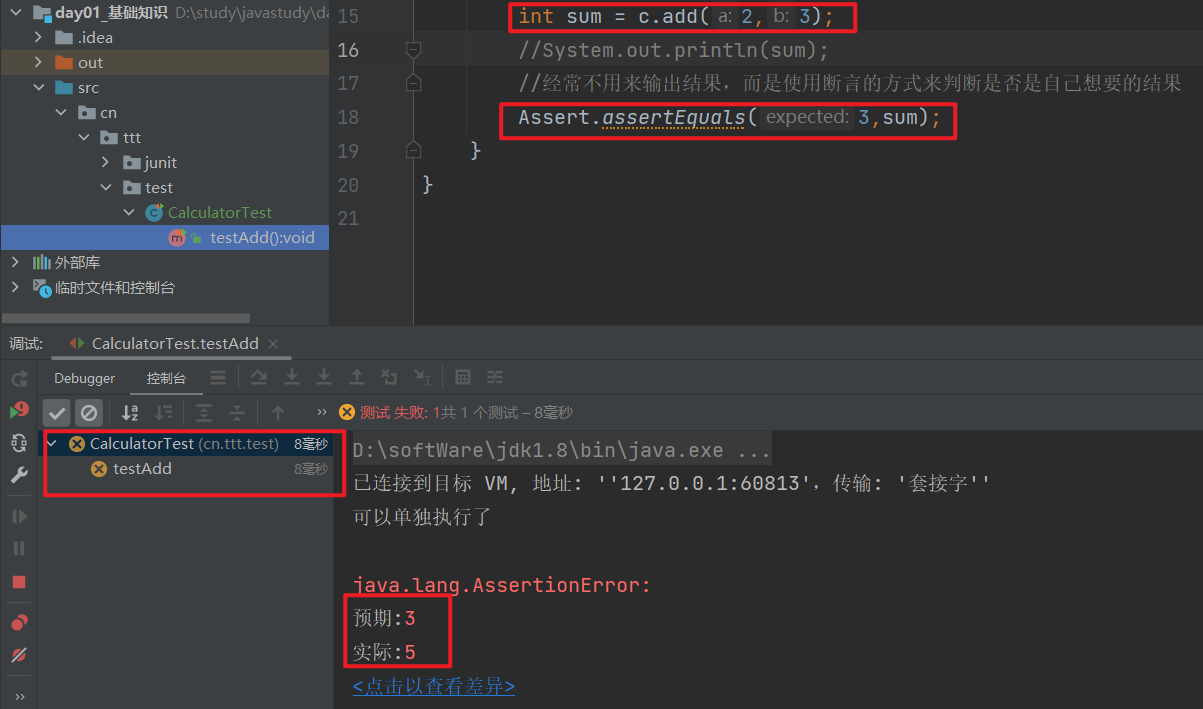 day01_基础知识 D:\study\javastudy\da
.idea
out
src
cn
ttt
junit
test
CalculatorTest
testAdd():void
外部库
临时文件和控制台
15 int sum = c.add( a: 2, b: 3);
16 //System.out.println(sum);
17 //经常不用来输出结果，而是使用断言的方式来判断是否是自己想要的结果
18 Assert.assertEquals( expected: 3,sum);
19 }
20 }
21
调试: CalculatorTest.testAdd
Debugger 控制台
测试 失败: 1共 1 个测试 – 8毫秒
CalculatorTest (cn.ttt.test) 8毫秒
testAdd 8毫秒
D:\softWare\jdk1.8\bin\java.exe ...
已连接到目标 VM, 地址: ''127.0.0.1:60813'，传输: '套接字''
可以单独执行了
java.lang.AssertionError:
预期:3
实际:5
<点击以查看差异>